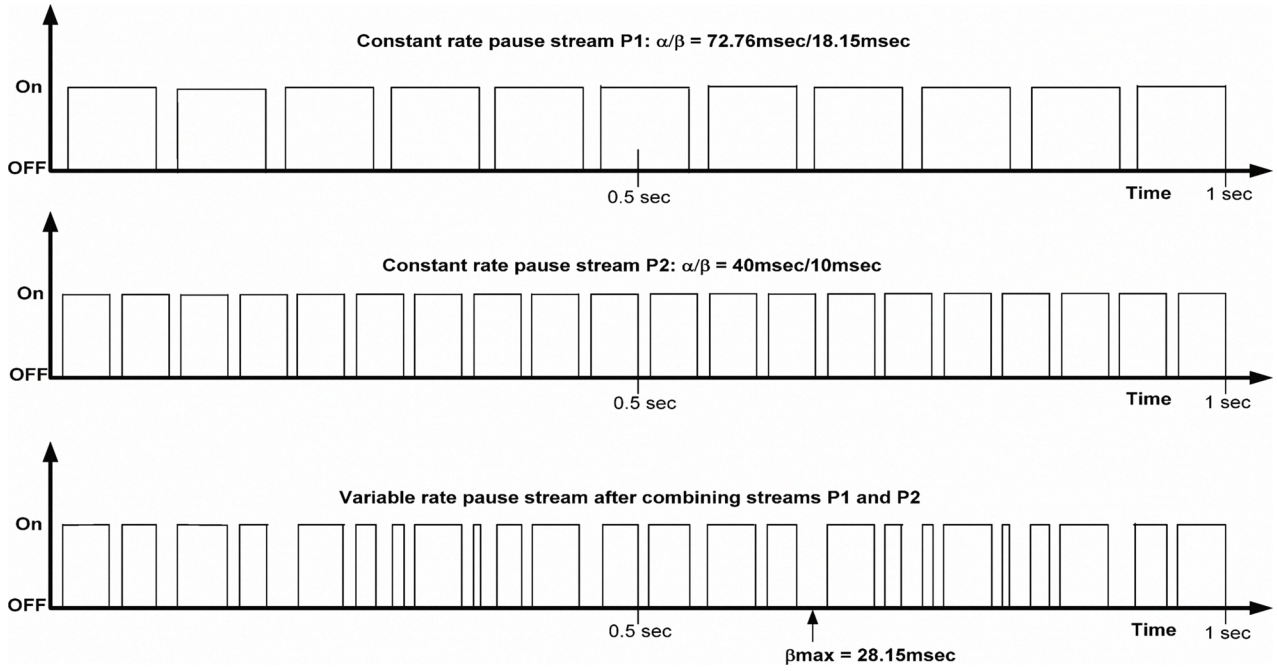 Constant rate pause stream P1: α/β = 72.76msec/18.15msec
On
OFF
0.5 sec
Time
1 sec
Constant rate pause stream P2: α/β = 40msec/10msec
On
OFF
0.5 sec
Time
1 sec
Variable rate pause stream after combining streams P1 and P2
On
OFF
0.5 sec
Time
1 sec
βmax = 28.15msec